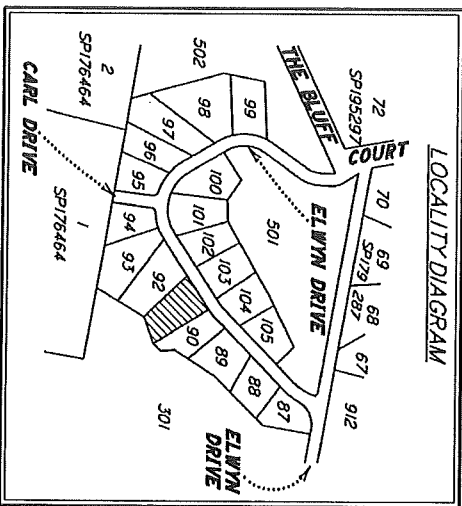 LOCALITY DIAGRAM
72
SP195297
THE BLUFF
COURT
70
69
SP179
287
68
67
912
502
99
98
97
96
95
100
101
102
103
104
105
501
ELWYN DRIVE
2
SP176464
CARL DRIVE
1
SP176464
94
93
92
90
89
88
87
301
ELWYN
DRIVE